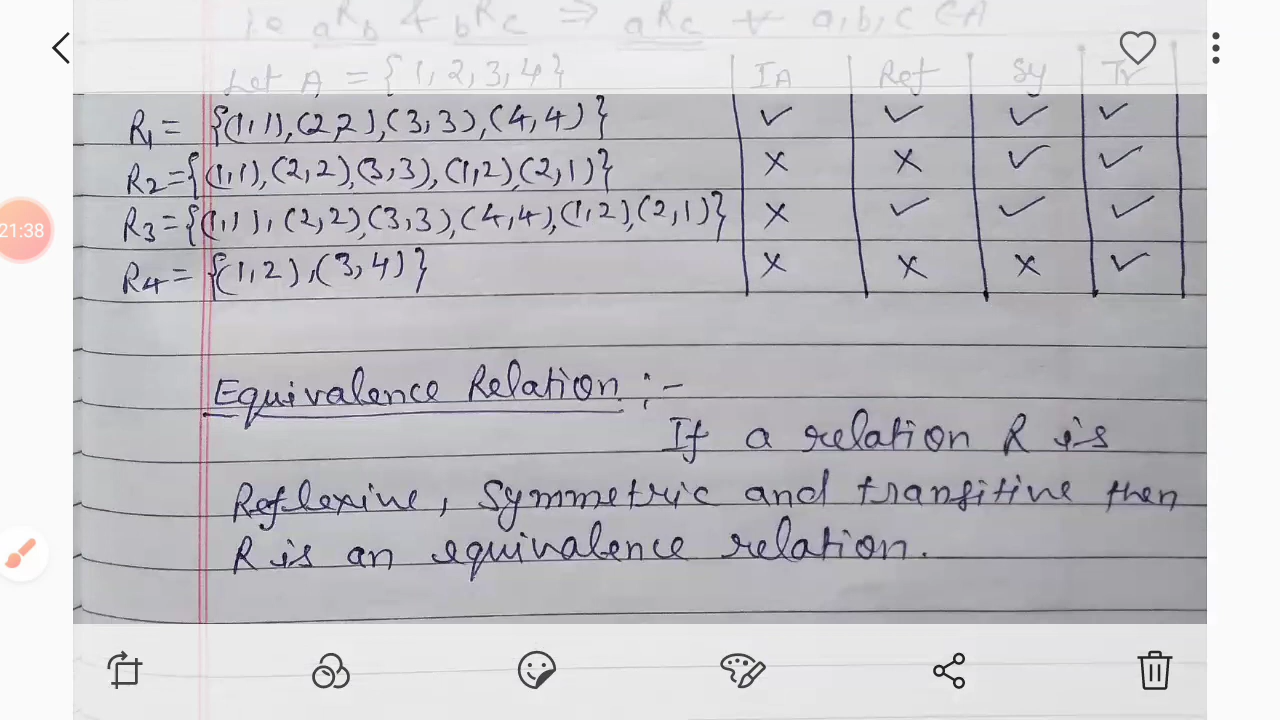 i.e aRb & bRc ⇒ aRc ∀ a,b,c ∈A
Let A = {1,2,3,4} IA Ref Sy Tr
R1 = {(1,1),(2,2),(3,3),(4,4)} ✓ ✓ ✓ ✓
R2={(1,1),(2,2),(3,3),(1,2)(2,1)} × × ✓ ✓
R3={(1,1),(2,2)(3,3),(4,4),(1,2),(2,1)} × ✓ ✓ ✓
R4= {(1,2),(3,4)} × × × ✓
21:38
Equivalence Relation :-
If a relation R is
Reflexive, Symmetric and transitive then
R is an equivalence relation.